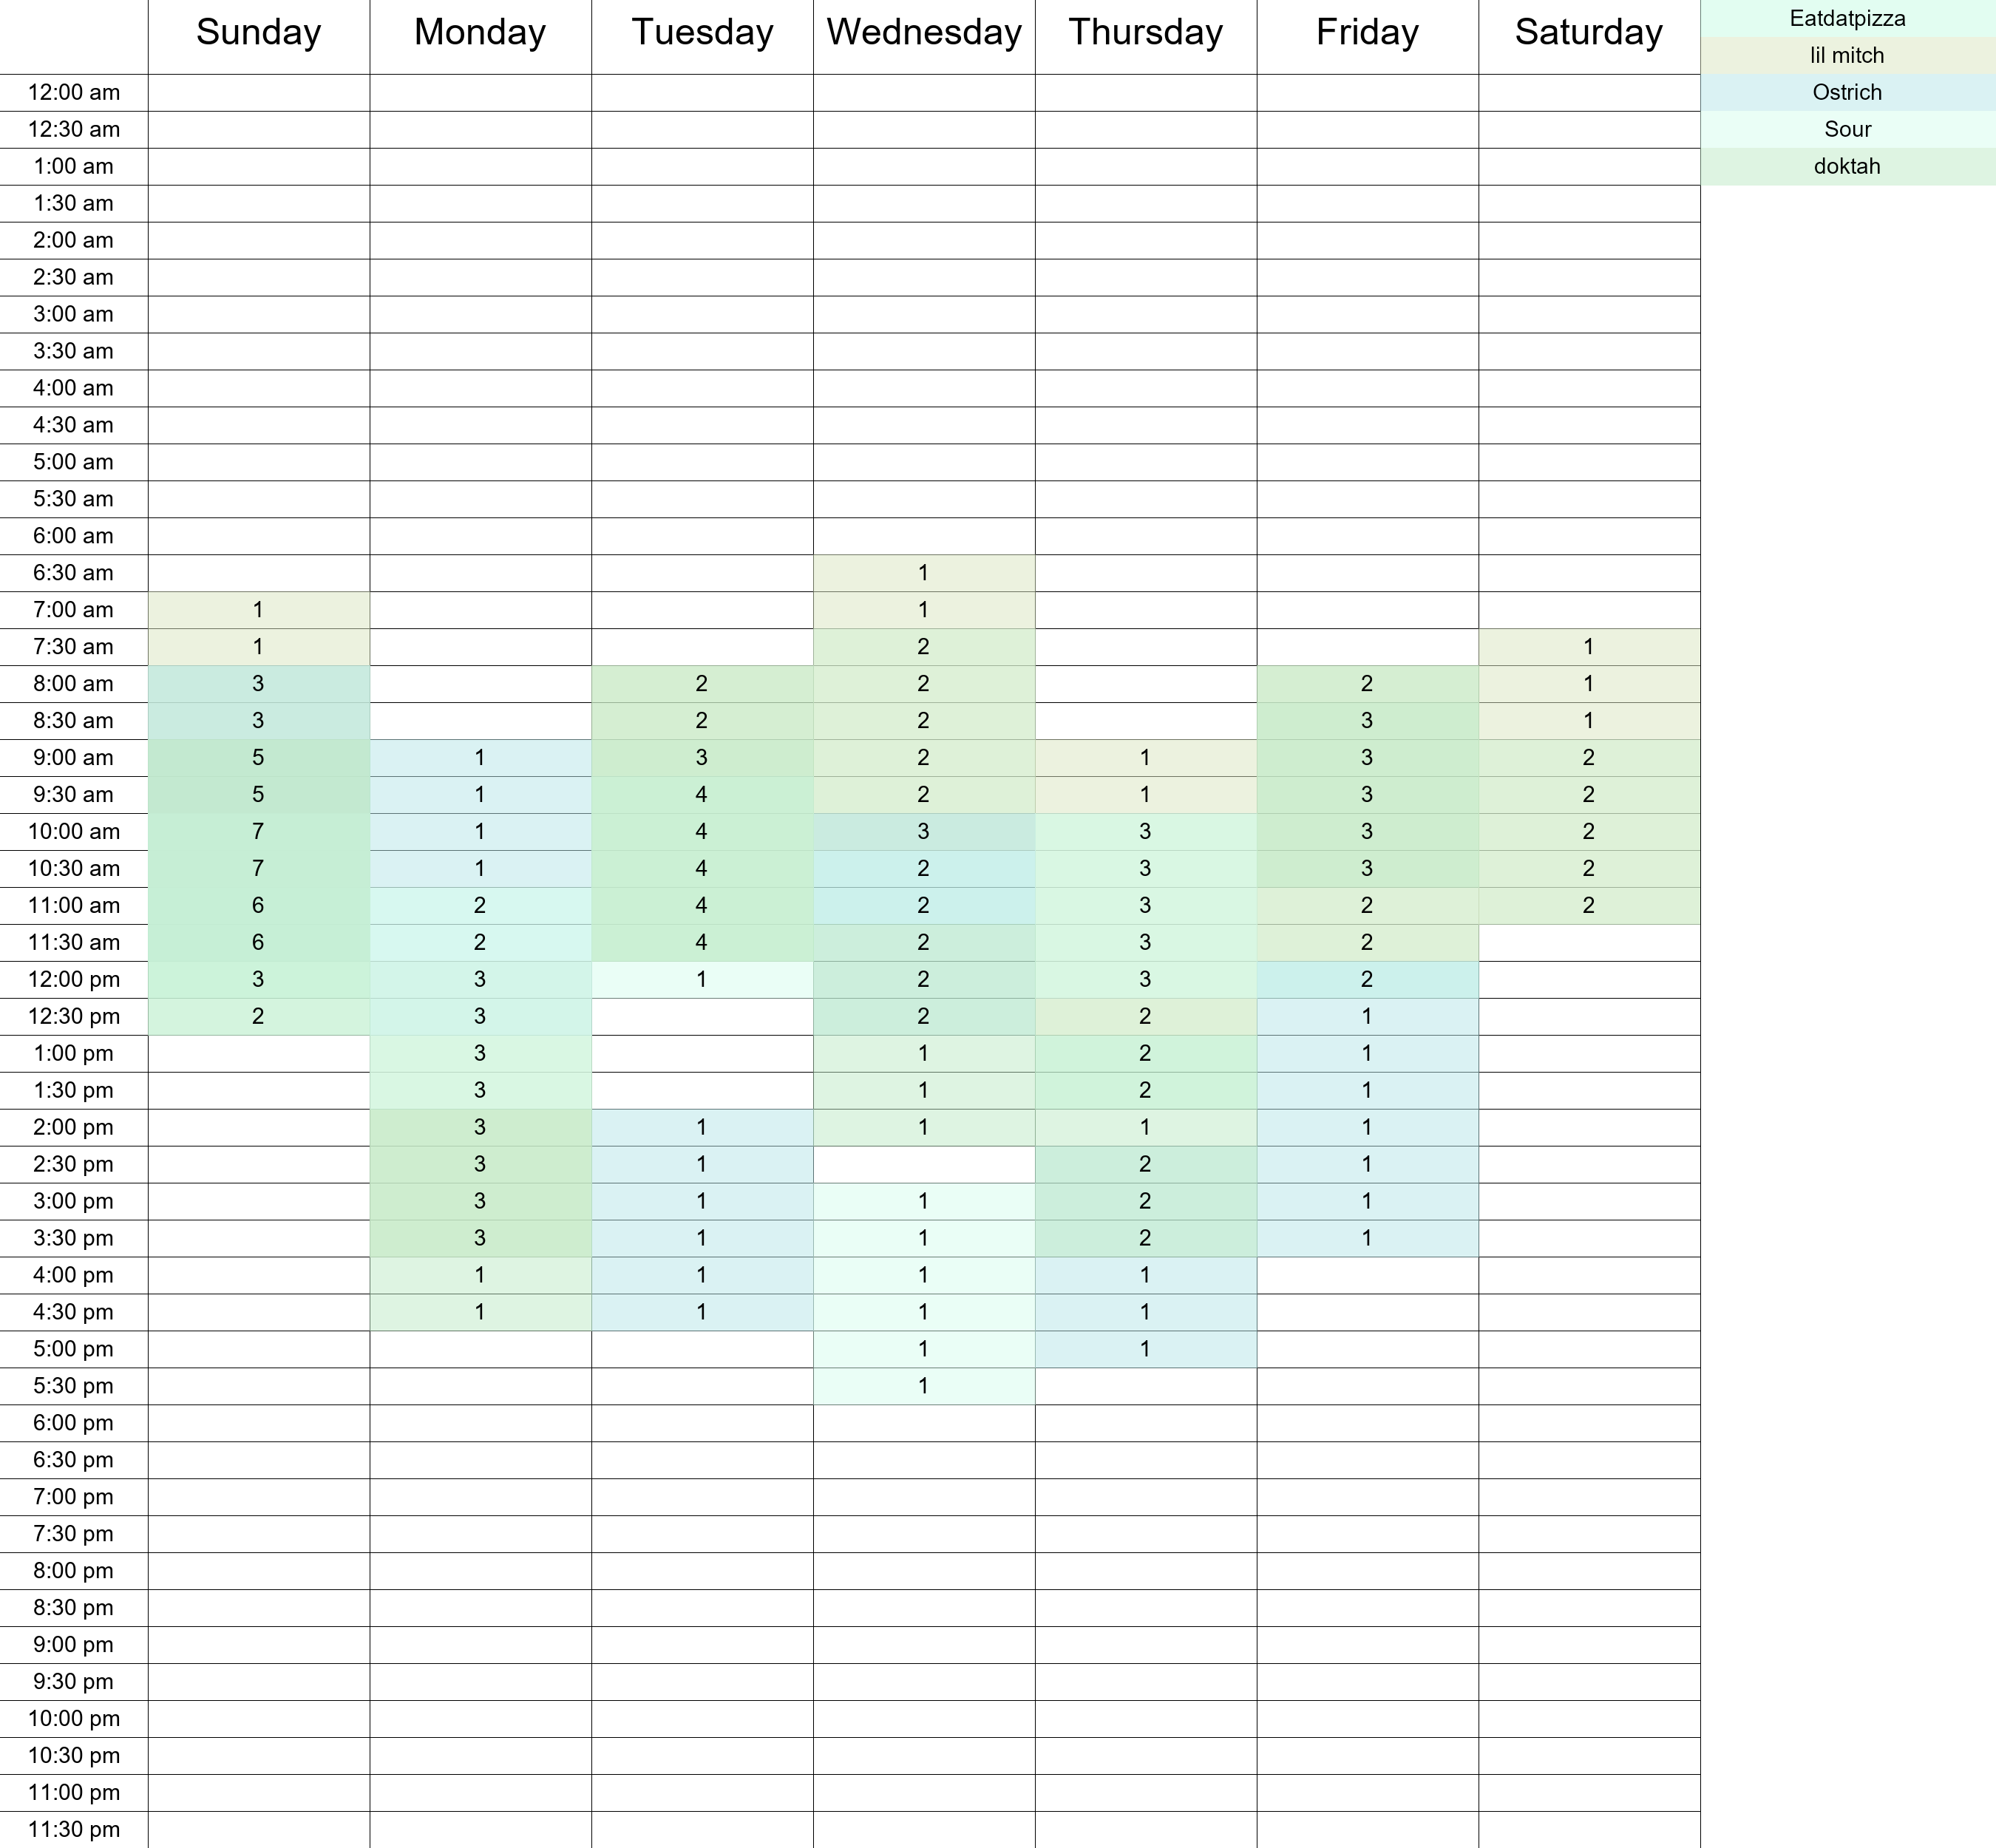 Sunday Monday Tuesday Wednesday Thursday Friday Saturday Eatdatpizza
lil mitch
12:00 am Ostrich
12:30 am Sour
1:00 am doktah
1:30 am
2:00 am
2:30 am
3:00 am
3:30 am
4:00 am
4:30 am
5:00 am
5:30 am
6:00 am
6:30 am 1
7:00 am 1 1
7:30 am 1 2 1
8:00 am 3 2 2 2 1
8:30 am 3 2 2 3 1
9:00 am 5 1 3 2 1 3 2
9:30 am 5 1 4 2 1 3 2
10:00 am 7 1 4 3 3 3 2
10:30 am 7 1 4 2 3 3 2
11:00 am 6 2 4 2 3 2 2
11:30 am 6 2 4 2 3 2
12:00 pm 3 3 1 2 3 2
12:30 pm 2 3 2 2 1
1:00 pm 3 1 2 1
1:30 pm 3 1 2 1
2:00 pm 3 1 1 1 1
2:30 pm 3 1 2 1
3:00 pm 3 1 1 2 1
3:30 pm 3 1 1 2 1
4:00 pm 1 1 1 1
4:30 pm 1 1 1 1
5:00 pm 1 1
5:30 pm 1
6:00 pm
6:30 pm
7:00 pm
7:30 pm
8:00 pm
8:30 pm
9:00 pm
9:30 pm
10:00 pm
10:30 pm
11:00 pm
11:30 pm